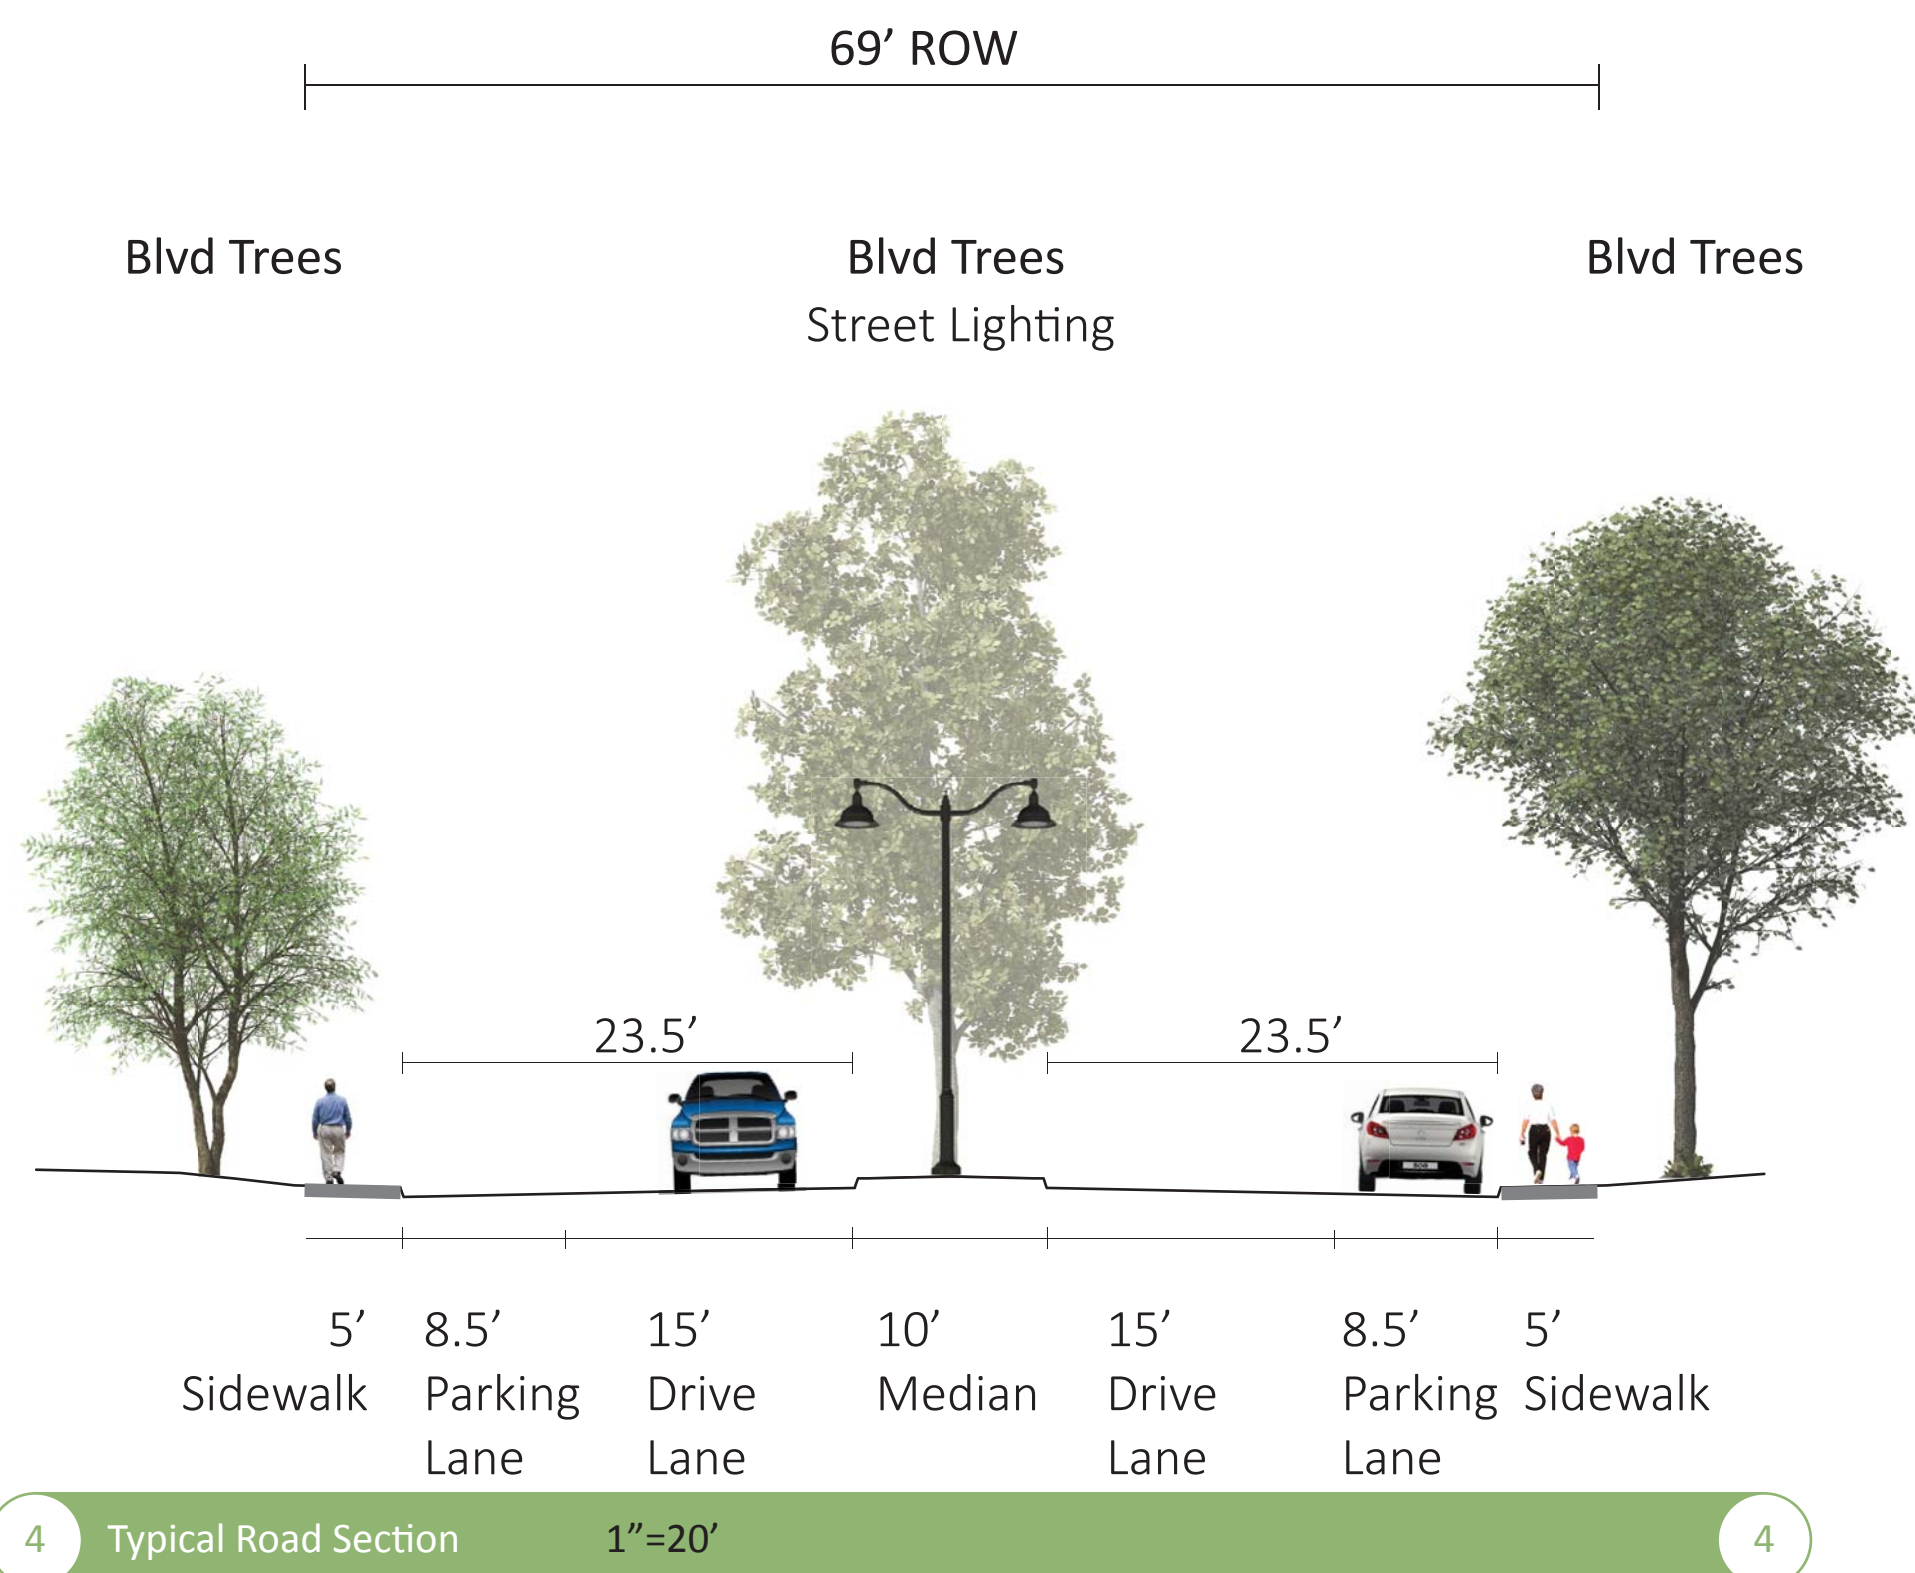 69’ ROW
Blvd Trees
Blvd Trees
Street Lighting
Blvd Trees
23.5’
23.5’
5’
Sidewalk
8.5’
Parking
Lane
15’
Drive
Lane
10’
Median
15’
Drive
Lane
8.5’
Parking
Lane
5’
Sidewalk
4 Typical Road Section 1”=20’ 4